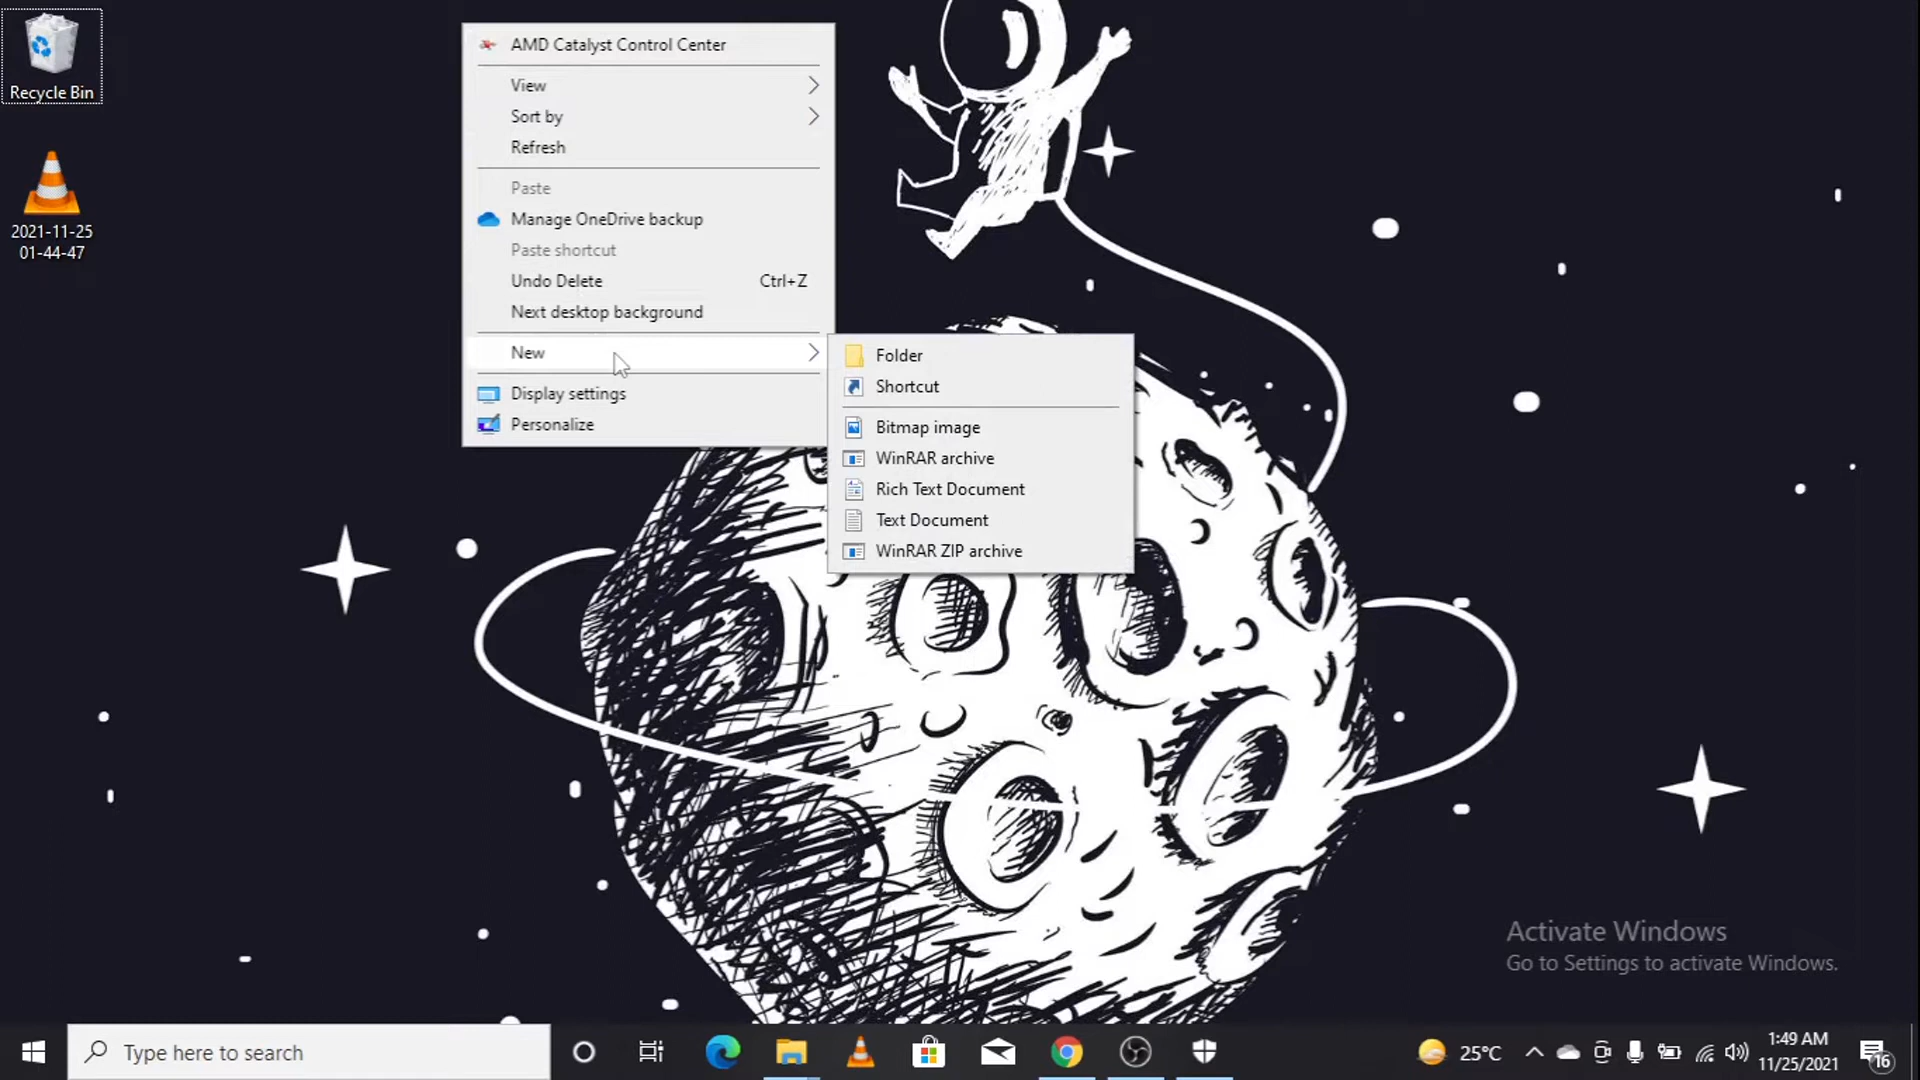 Recycle Bin
2021-11-25
01-44-47
AMD Catalyst Control Center
View
Sort by
Refresh
Paste
Manage OneDrive backup
Paste shortcut
Undo Delete Ctrl+Z
Next desktop background
New
Display settings
Personalize
Folder
Shortcut
Bitmap image
WinRAR archive
Rich Text Document
Text Document
WinRAR ZIP archive
Activate Windows
Go to Settings to activate Windows.
Type here to search
25°C
1:49 AM
11/25/2021
16